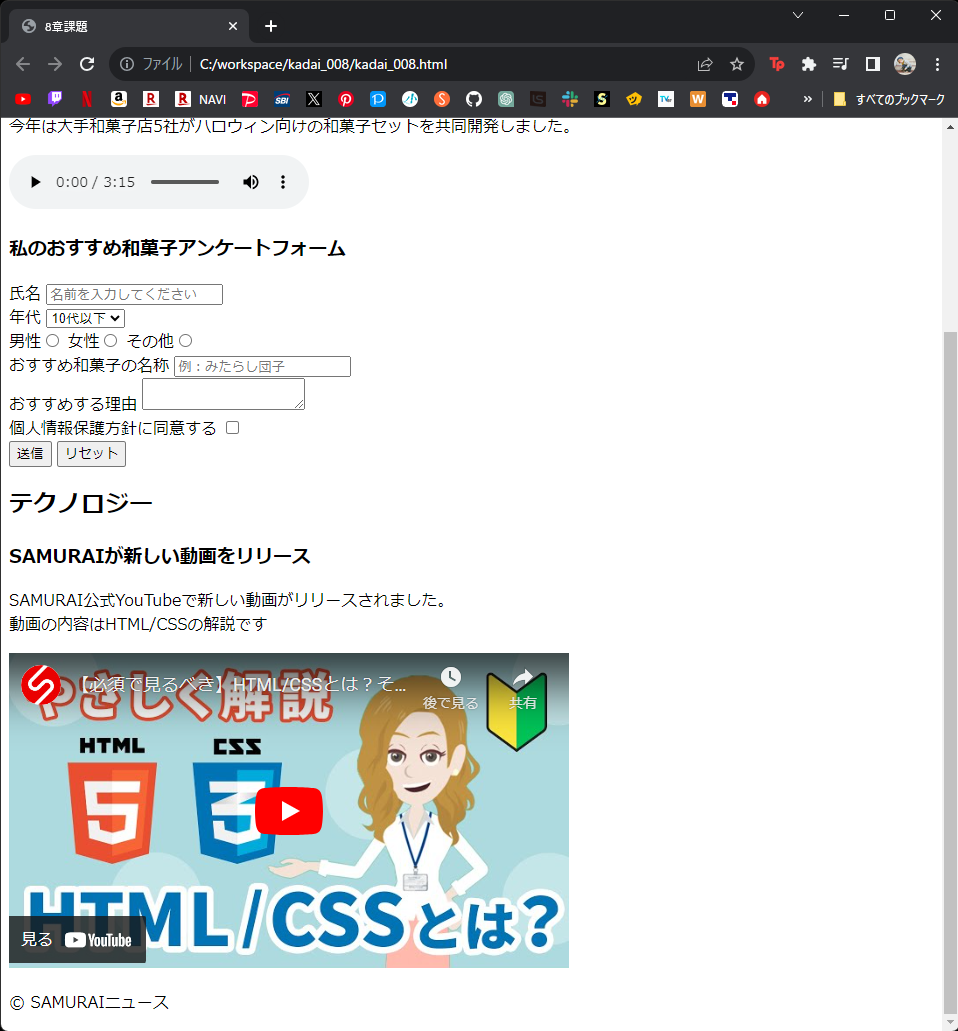 8章課題
ファイル
C:/workspace/kadai_008/kadai_008.html
Tp
R
R NAVI
SBI
X
すべてのブックマーク
今年は大手和菓子店5社がハロウィン向けの和菓子セットを共同開発しました。
0:00 / 3:15
私のおすすめ和菓子アンケートフォーム
氏名 名前を入力してください
年代 10代以下
男性 女性 その他
おすすめ和菓子の名称 例：みたらし団子
おすすめする理由
個人情報保護方針に同意する
送信 リセット
テクノロジー
SAMURAIが新しい動画をリリース
SAMURAI公式YouTubeで新しい動画がリリースされました。
動画の内容はHTML/CSSの解説です
【必須で見るべき】HTML/CSSとは？そ...
後で見る 共有
やさしく解説
HTML CSS
5 3
HTML/CSSとは?
見る YouTube
© SAMURAIニュース